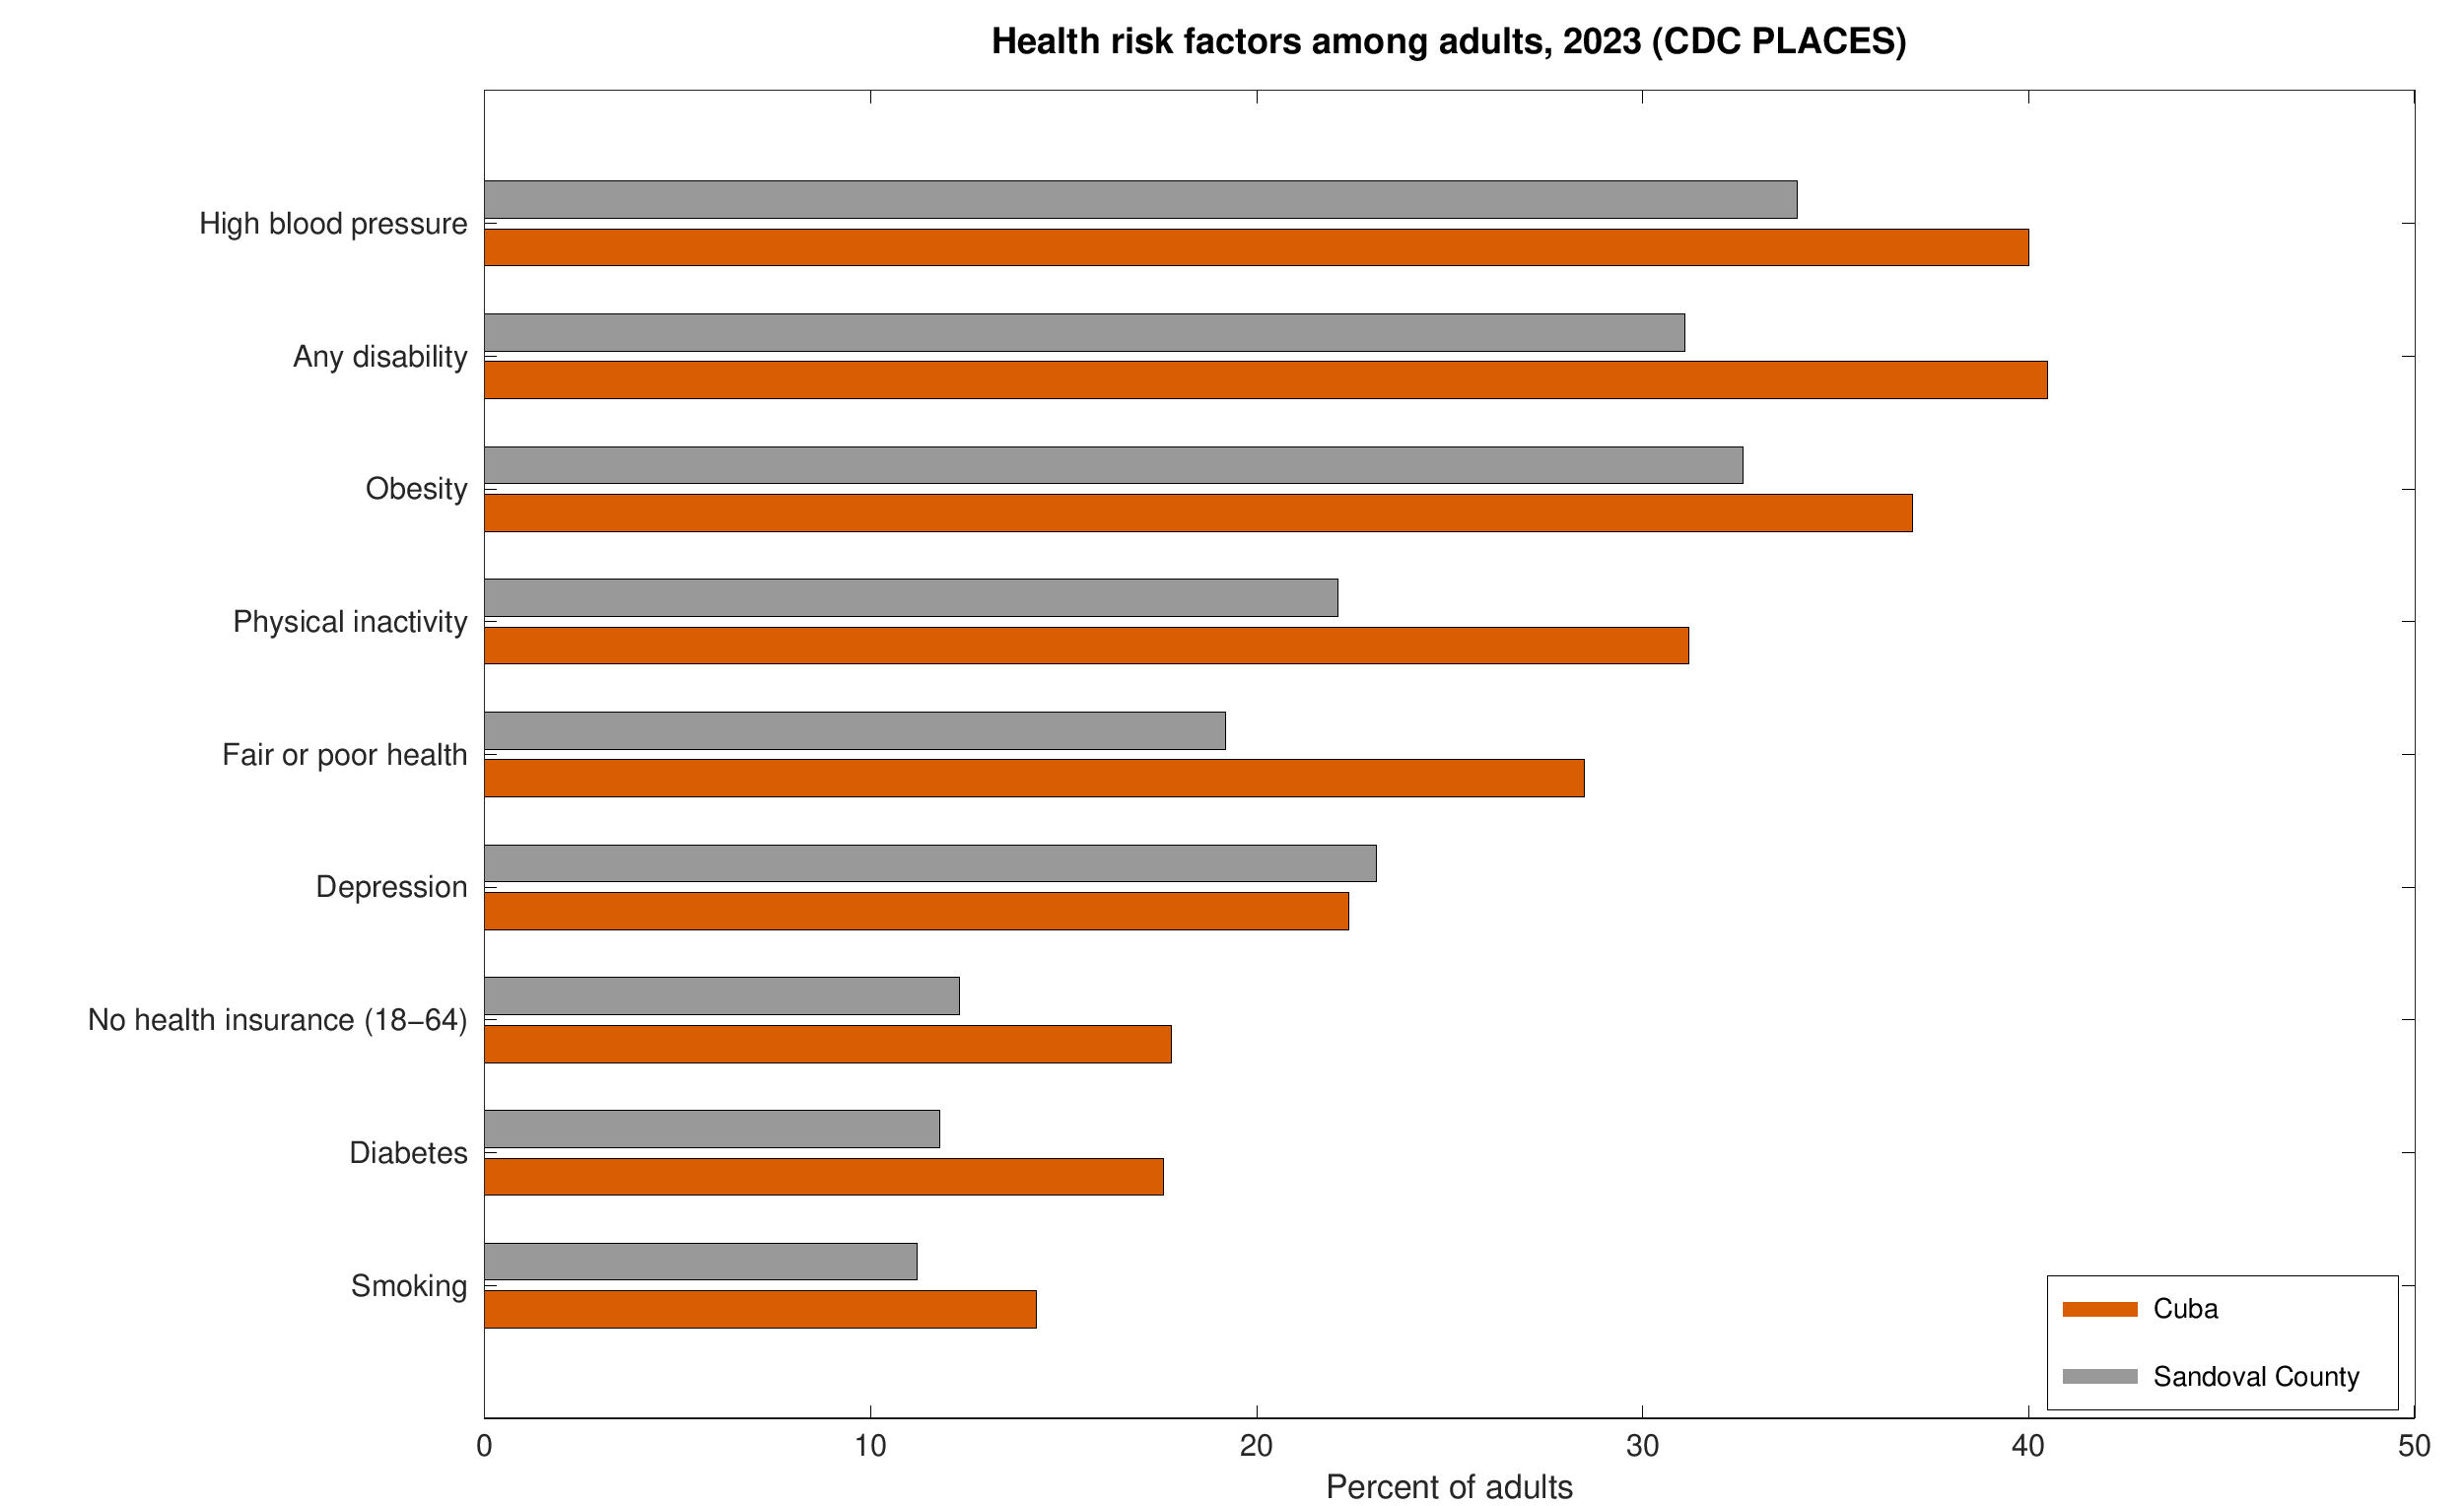 Health risk factors among adults, 2023 (CDC PLACES)
High blood pressure
Any disability
Obesity
Physical inactivity
Fair or poor health
Depression
No health insurance (18–64)
Diabetes
Smoking
Cuba
Sandoval County
0 10 20 30 40 50
Percent of adults